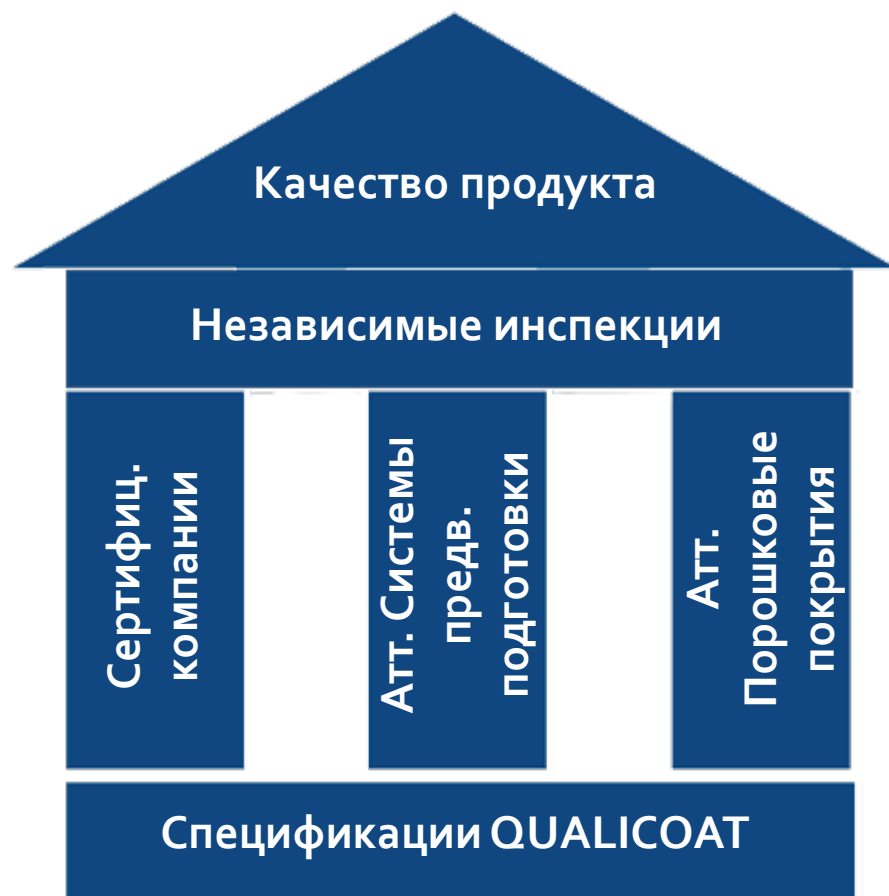 Качество продукта
Независимые инспекции
Сертифиц.
компании
Атт. Системы
предв.
подготовки
Атт.
Порошковые
покрытия
Спецификации QUALICOAT